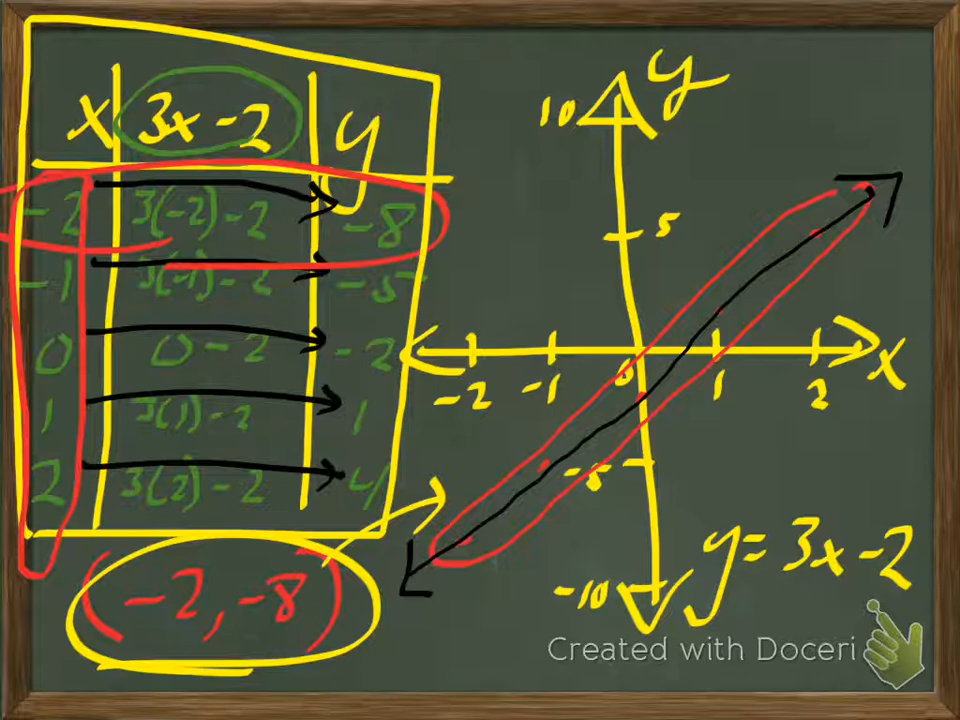 x 3x - 2 y
-2 3(-2) - 2 -8
-1 3(-1) - 2 -5
0 0 - 2 -2
1 3(1) - 2 1
2 3(2) - 2 4
(-2, -8)
y
10
5
-2 -1 0 1 2 x
-5
-10
y = 3x - 2
Created with Doceri